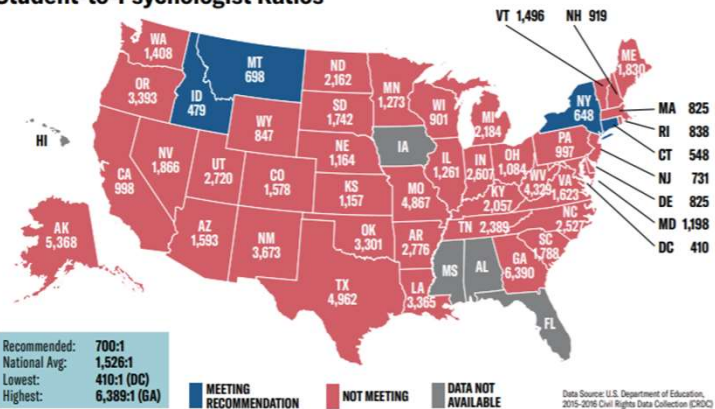 Student-to-Psychologist Ratios
VT 1,496
NH 919
WA
1,408
MT
698
ND
2,162
MN
1,273
ME
1,830
OR
3,393
ID
479
SD
1,742
WI
901
MI
2,184
NY
648
MA 825
RI 838
CT 548
NJ 731
DE 825
MD 1,198
DC 410
HI
WY
847
NE
1,164
IA
PA
997
NV
1,866
UT
2,720
CO
1,578
KS
1,157
MO
4,867
IL
1,261
IN
2,607
OH
1,084
WV
4,329
VA
1,623
KY
2,057
CA
998
AK
5,368
AZ
1,593
NM
3,673
OK
3,301
AR
2,776
TN 2,389
NC
2,527
SC
1,788
TX
4,962
LA
3,365
MS
AL
GA
6,390
FL
Recommended: 700:1
National Avg: 1,526:1
Lowest: 410:1 (DC)
Highest: 6,389:1 (GA)
MEETING
RECOMMENDATION
NOT MEETING
DATA NOT
AVAILABLE
Data Source: U.S. Department of Education,
2015-2016 Civil Rights Data Collection (CRDC)